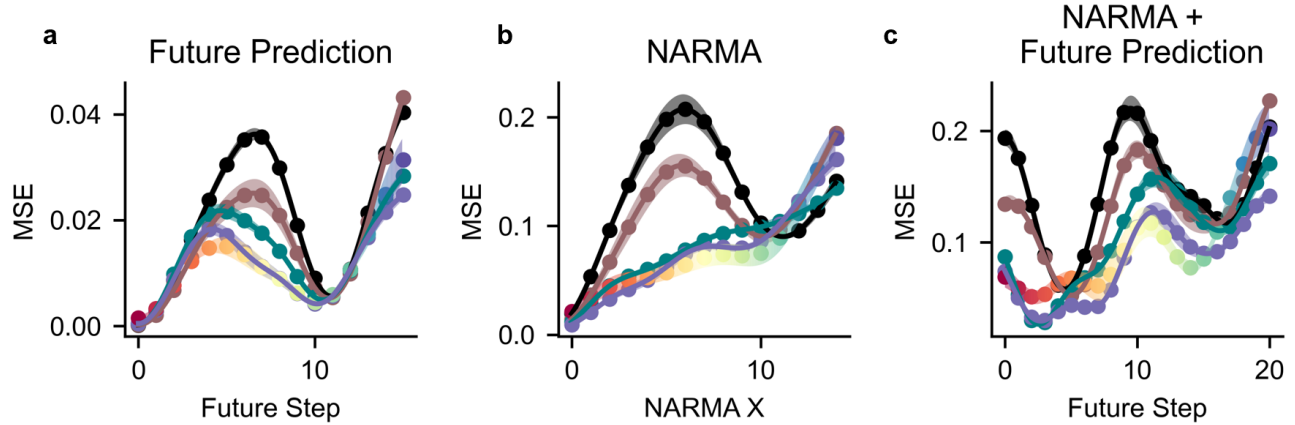 a
Future Prediction
MSE
0.04
0.02
0.00
0
10
Future Step
b
NARMA
MSE
0.2
0.1
0.0
0
10
NARMA X
c
NARMA +
Future Prediction
MSE
0.2
0.1
0
10
20
Future Step